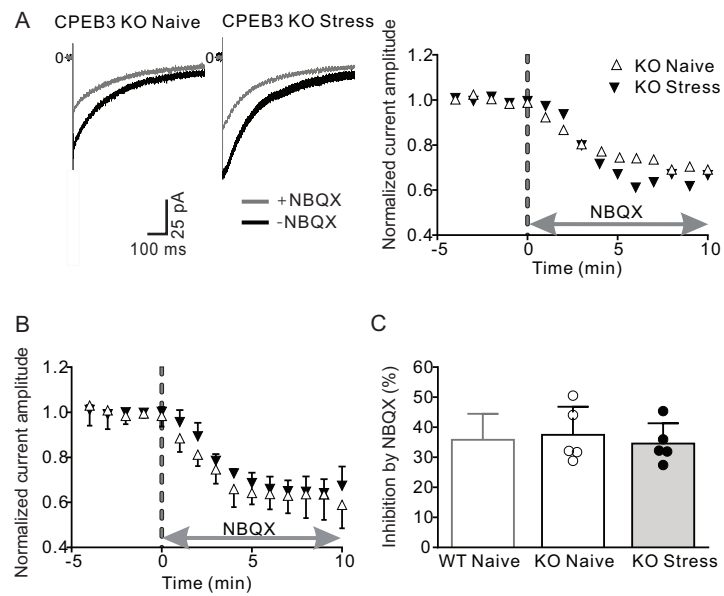 A
CPEB3 KO Naive
CPEB3 KO Stress
0
0
+NBQX
-NBQX
25 pA
100 ms
Normalized current amplitude
1.2
1.0
0.8
0.6
0.4
KO Naive
KO Stress
NBQX
-5
0
5
10
Time (min)
B
Normalized current amplitude
1.2
1.0
0.8
0.6
0.4
NBQX
-5
0
5
10
Time (min)
C
Inhibition by NBQX (%)
60
50
40
30
20
10
0
WT Naive
KO Naive
KO Stress